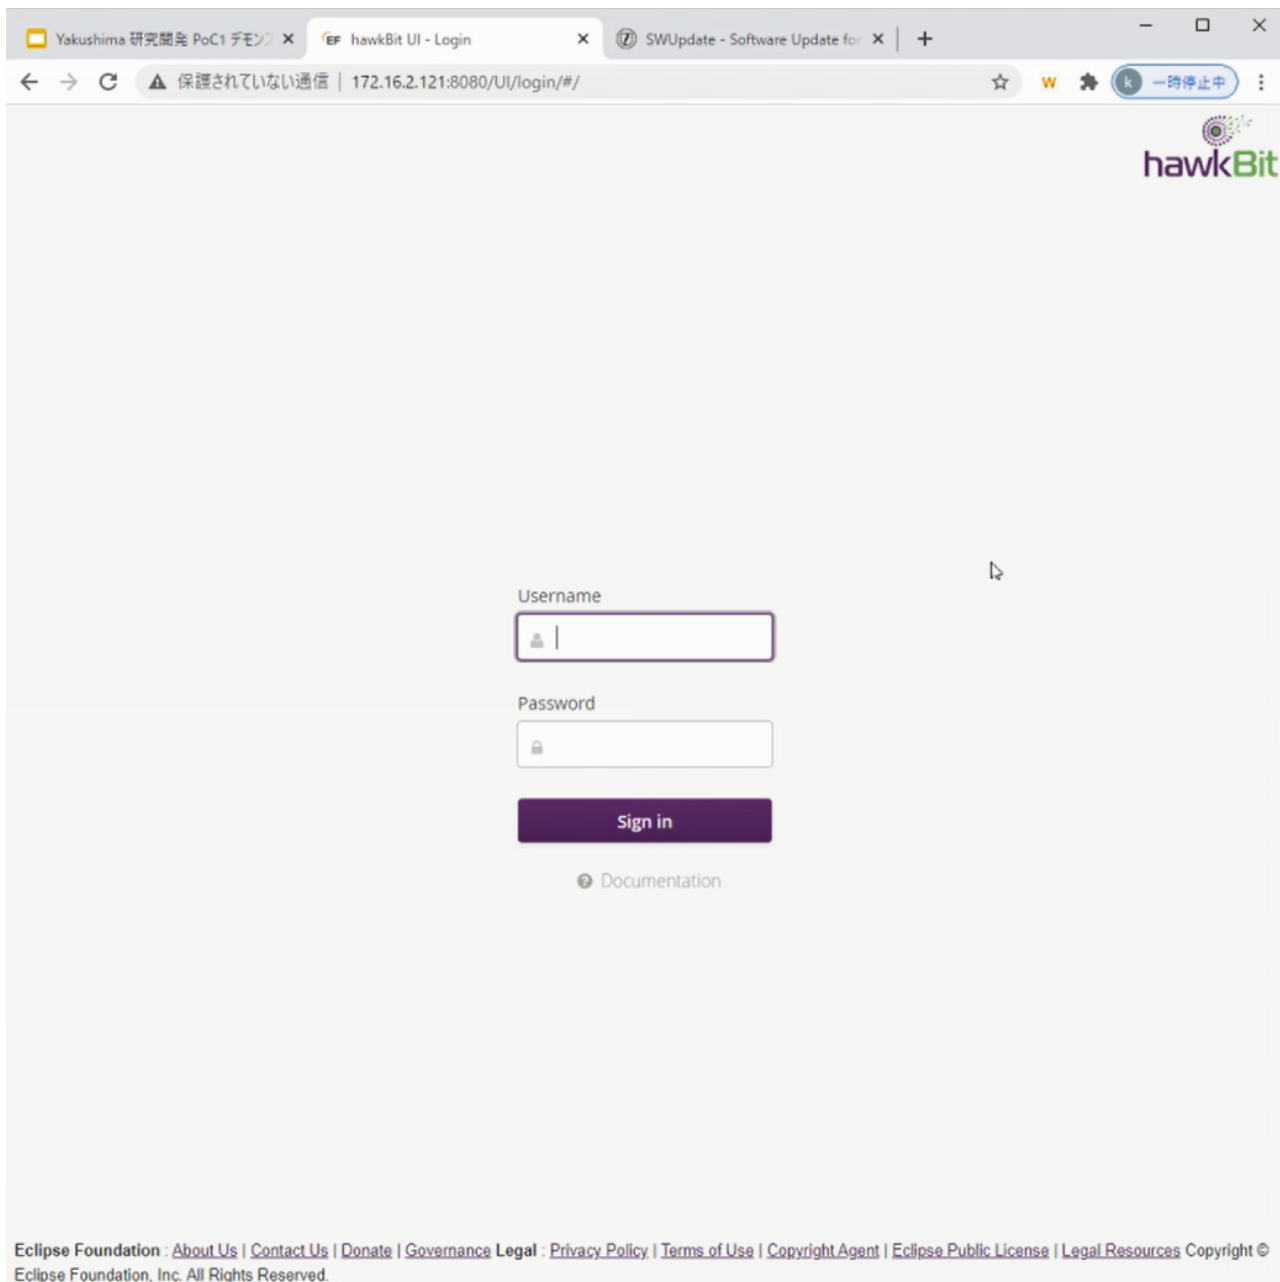 Yakushima 研究開発 PoC1 デモンス
EF hawkBit UI - Login
SWUpdate - Software Update for
保護されていない通信 | 172.16.2.121:8080/UI/login/#/
W
k 一時停止中
hawkBit
Username
Password
Sign in
Documentation
Eclipse Foundation : About Us | Contact Us | Donate | Governance Legal : Privacy Policy | Terms of Use | Copyright Agent | Eclipse Public License | Legal Resources Copyright ©
Eclipse Foundation, Inc. All Rights Reserved.